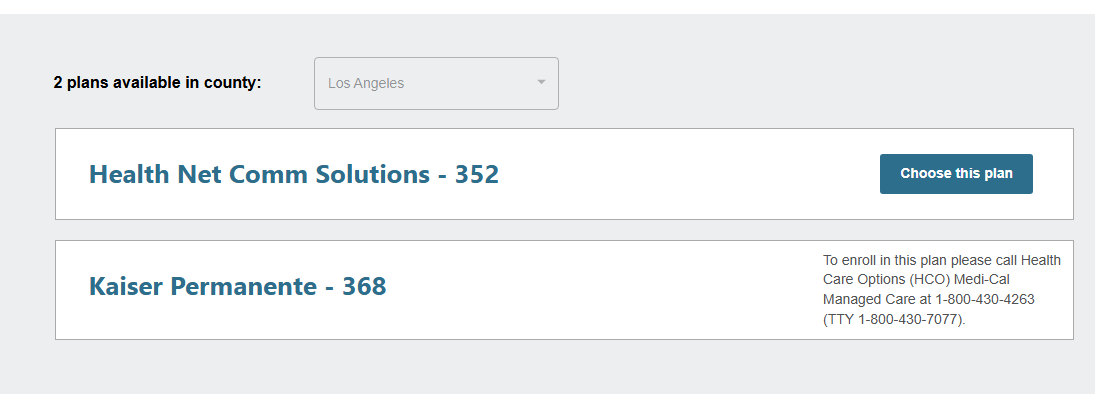 2 plans available in county:
Los Angeles
Health Net Comm Solutions - 352
Choose this plan
Kaiser Permanente - 368
To enroll in this plan please call Health
Care Options (HCO) Medi-Cal
Managed Care at 1-800-430-4263
(TTY 1-800-430-7077).